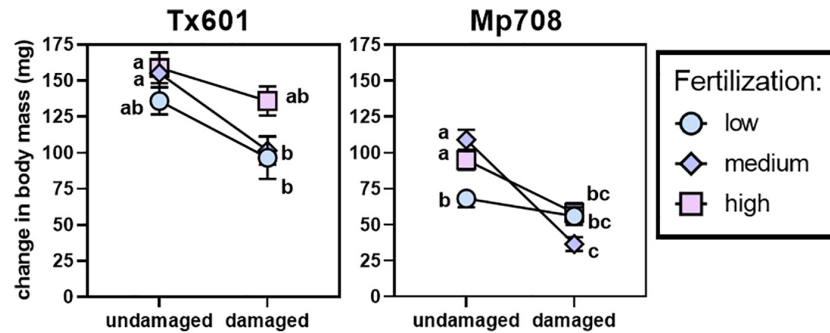 Tx601
Mp708
change in body mass (mg)
175
150
125
100
75
50
25
0
a
a
ab
ab
b
b
undamaged damaged
175
150
125
100
75
50
25
0
a
a
b
bc
bc
c
undamaged damaged
Fertilization:
low
medium
high